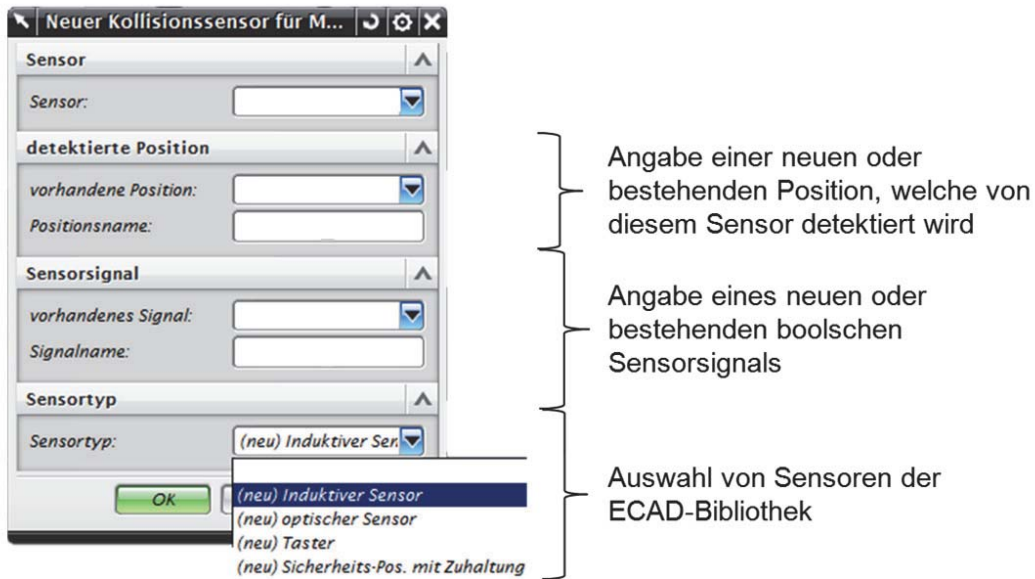 Neuer Kollisionssensor für M...
Sensor
Sensor:
detektierte Position
vorhandene Position:
Positionsname:
Angabe einer neuen oder
bestehenden Position, welche von
diesem Sensor detektiert wird
Sensorsignal
vorhandenes Signal:
Signalname:
Angabe eines neuen oder
bestehenden boolschen
Sensorsignals
Sensortyp
Sensortyp:
(neu) Induktiver Sen
OK
(neu) Induktiver Sensor
(neu) optischer Sensor
(neu) Taster
(neu) Sicherheits-Pos. mit Zuhaltung
Auswahl von Sensoren der
ECAD-Bibliothek